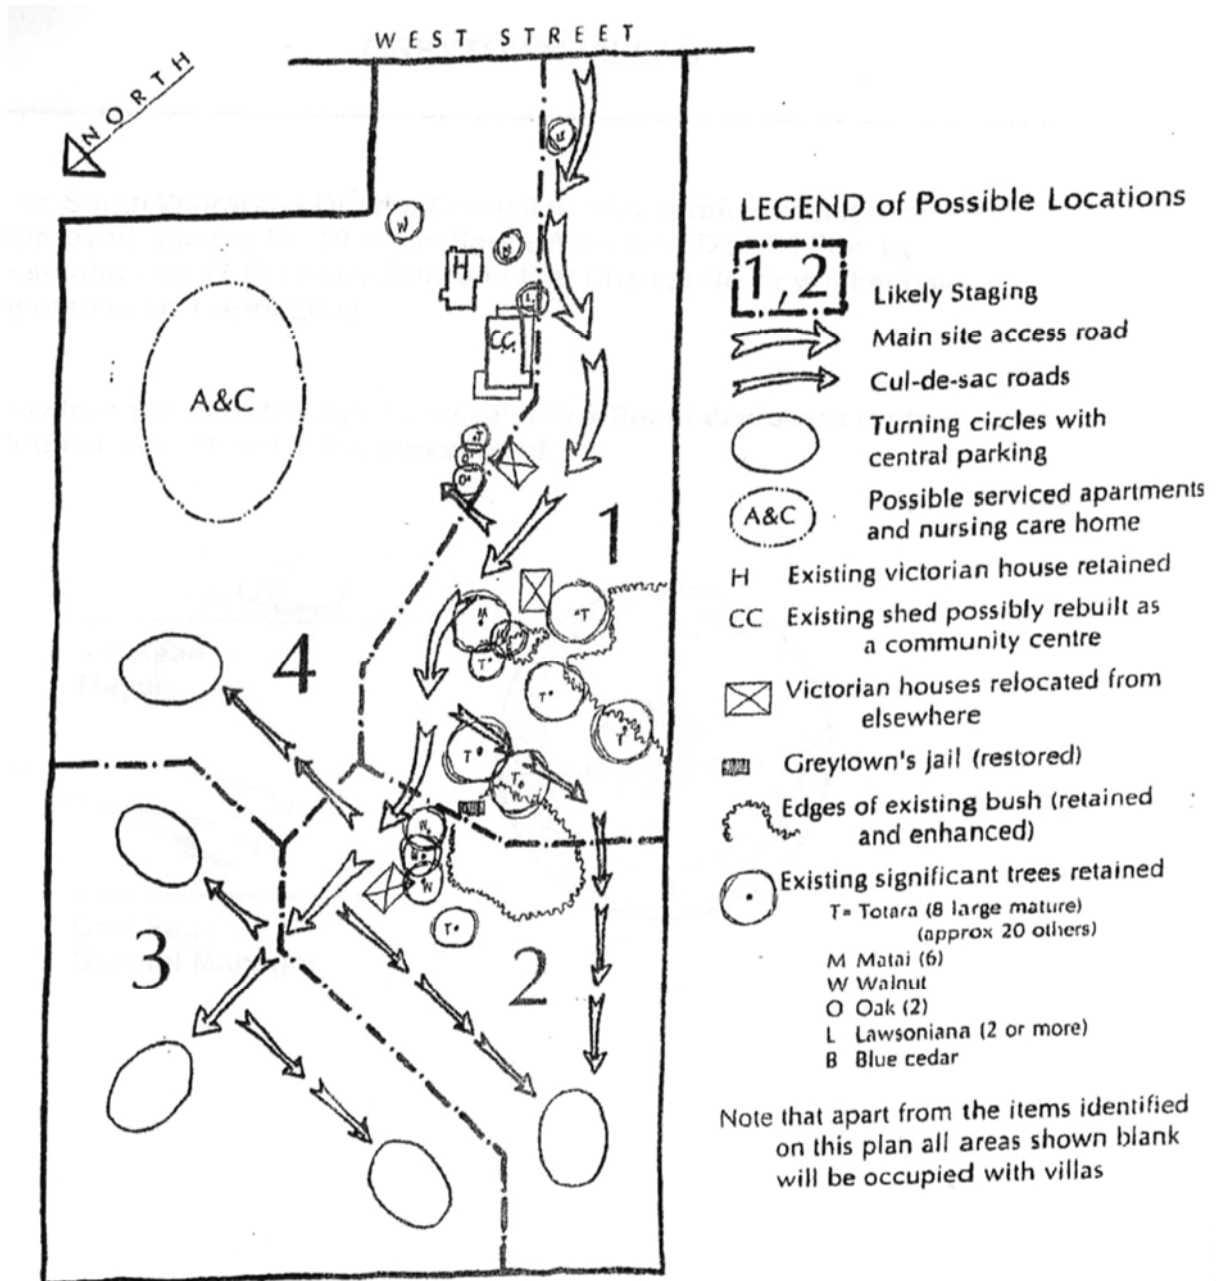 WEST STREET
NORTH
H
CC
A&C
1
4
3
2
LEGEND of Possible Locations
1,2 Likely Staging
Main site access road
Cul-de-sac roads
Turning circles with
central parking
A&C Possible serviced apartments
and nursing care home
H Existing victorian house retained
CC Existing shed possibly rebuilt as
a community centre
Victorian houses relocated from
elsewhere
Greytown's jail (restored)
Edges of existing bush (retained
and enhanced)
Existing significant trees retained
T= Totara (8 large mature)
(approx 20 others)
M Matai (6)
W Walnut
O Oak (2)
L Lawsoniana (2 or more)
B Blue cedar
Note that apart from the items identified
on this plan all areas shown blank
will be occupied with villas